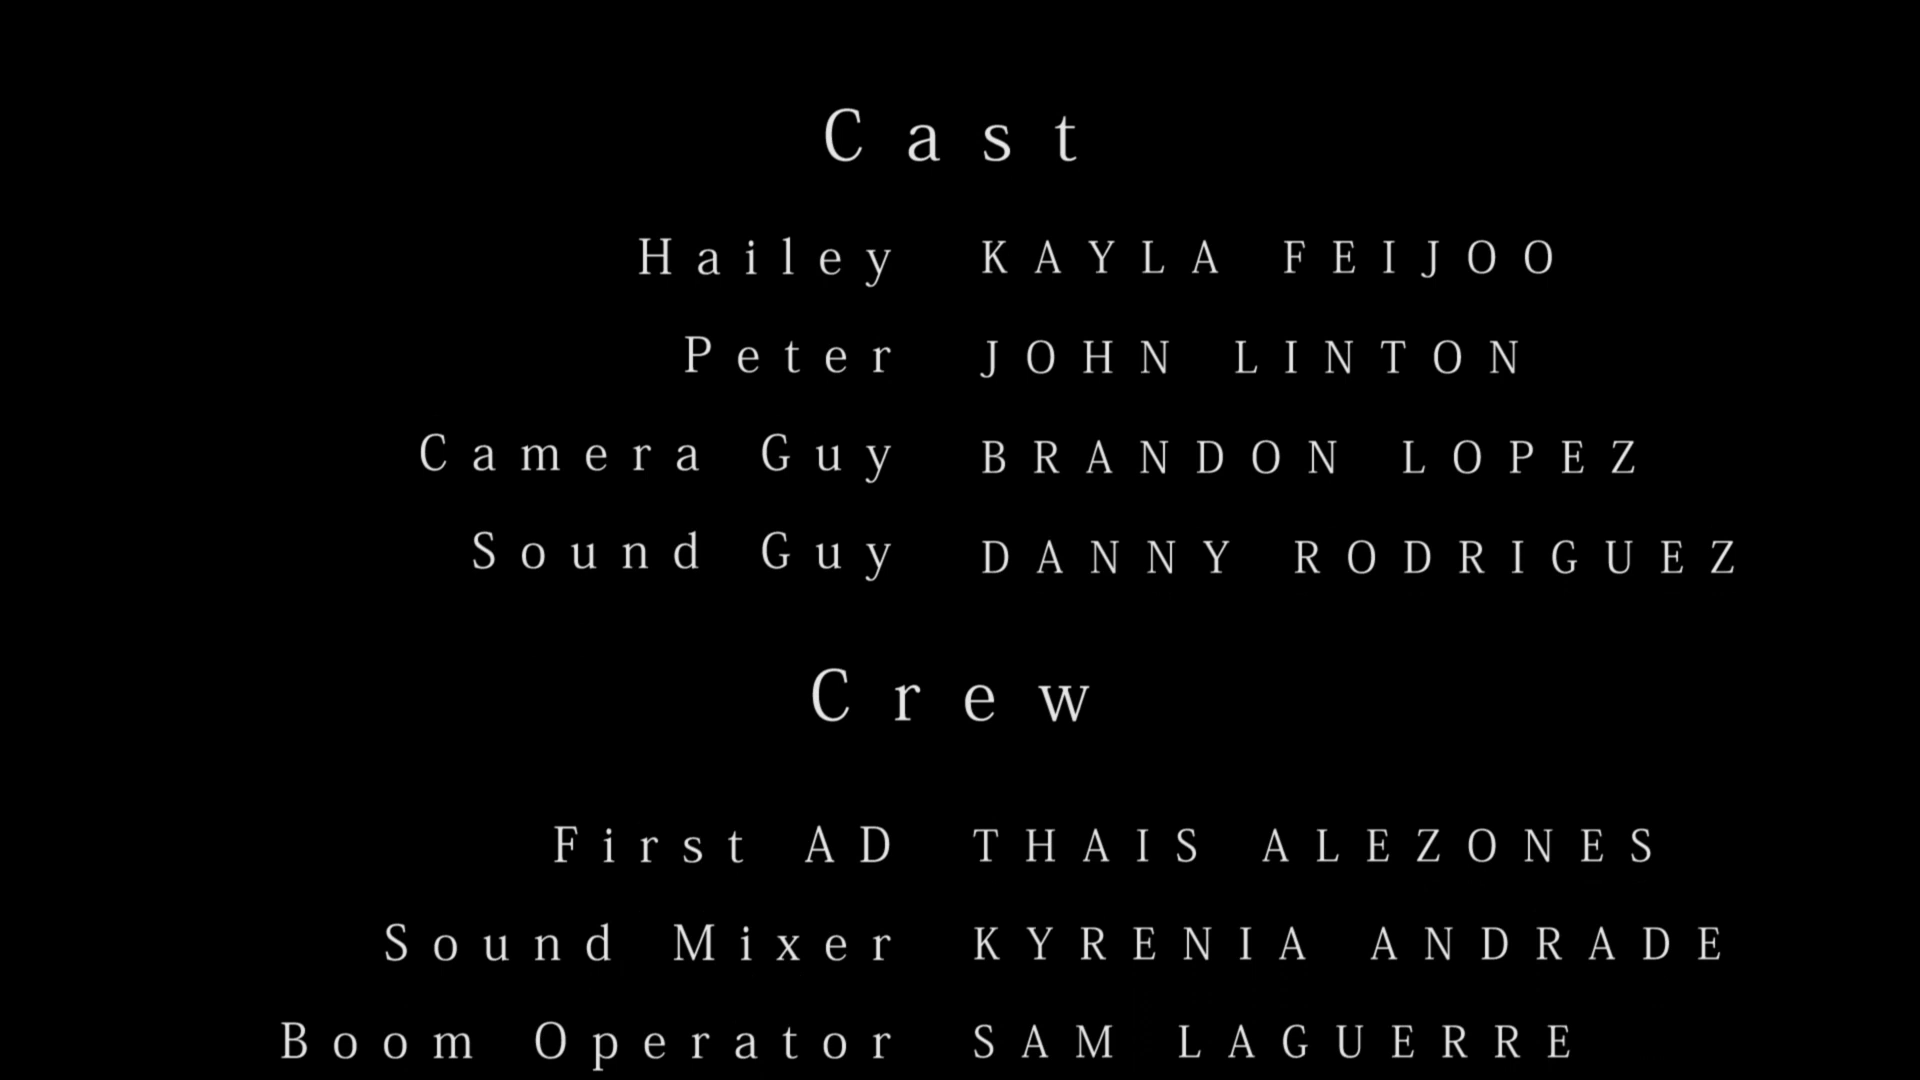 Cast
Hailey KAYLA FEIJOO
Peter JOHN LINTON
Camera Guy BRANDON LOPEZ
Sound Guy DANNY RODRIGUEZ
Crew
First AD THAIS ALEZONES
Sound Mixer KYRENIA ANDRADE
Boom Operator SAM LAGUERRE